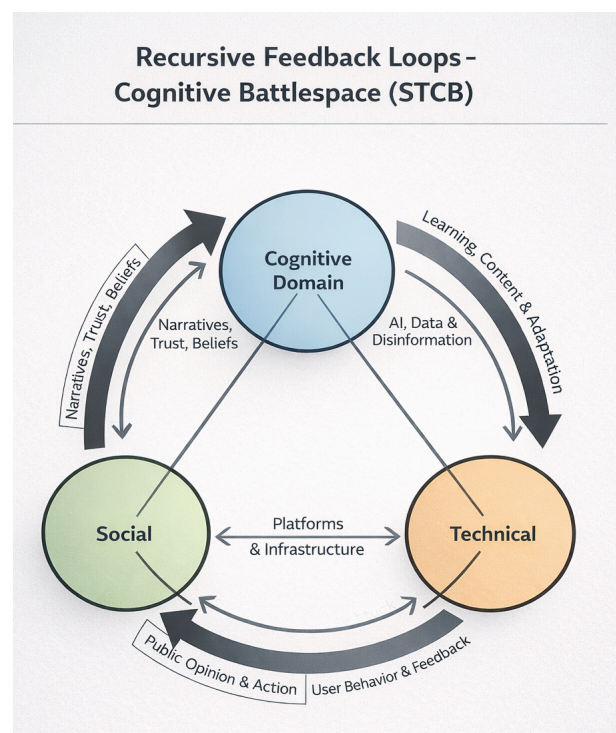 Recursive Feedback Loops –
Cognitive Battlespace (STCB)
Cognitive
Domain
Narratives, Trust, Beliefs
Learning, Content & Adaptation
Narratives,
Trust, Beliefs
AI, Data &
Disinformation
Social
Technical
Platforms
& Infrastructure
Public Opinion & Action
User Behavior & Feedback